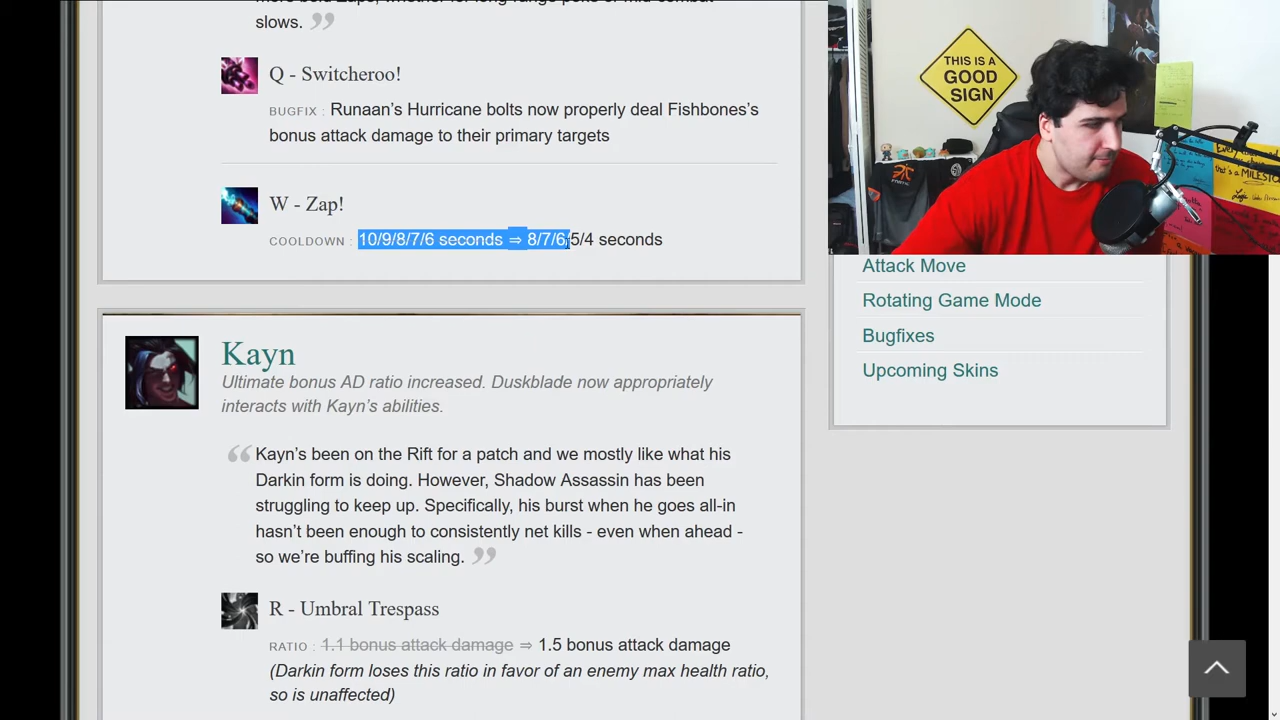 slows.
Q - Switcheroo!
BUGFIX : Runaan's Hurricane bolts now properly deal Fishbones's
bonus attack damage to their primary targets
W - Zap!
COOLDOWN : 10/9/8/7/6 seconds ⇒ 8/7/6/5/4 seconds
Kayn
Ultimate bonus AD ratio increased. Duskblade now appropriately
interacts with Kayn's abilities.
Kayn's been on the Rift for a patch and we mostly like what his
Darkin form is doing. However, Shadow Assassin has been
struggling to keep up. Specifically, his burst when he goes all-in
hasn't been enough to consistently net kills - even when ahead -
so we're buffing his scaling.
R - Umbral Trespass
RATIO : 1.1 bonus attack damage ⇒ 1.5 bonus attack damage
(Darkin form loses this ratio in favor of an enemy max health ratio,
so is unaffected)
THIS IS A
GOOD
SIGN
FNATIC
Attack Move
Rotating Game Mode
Bugfixes
Upcoming Skins